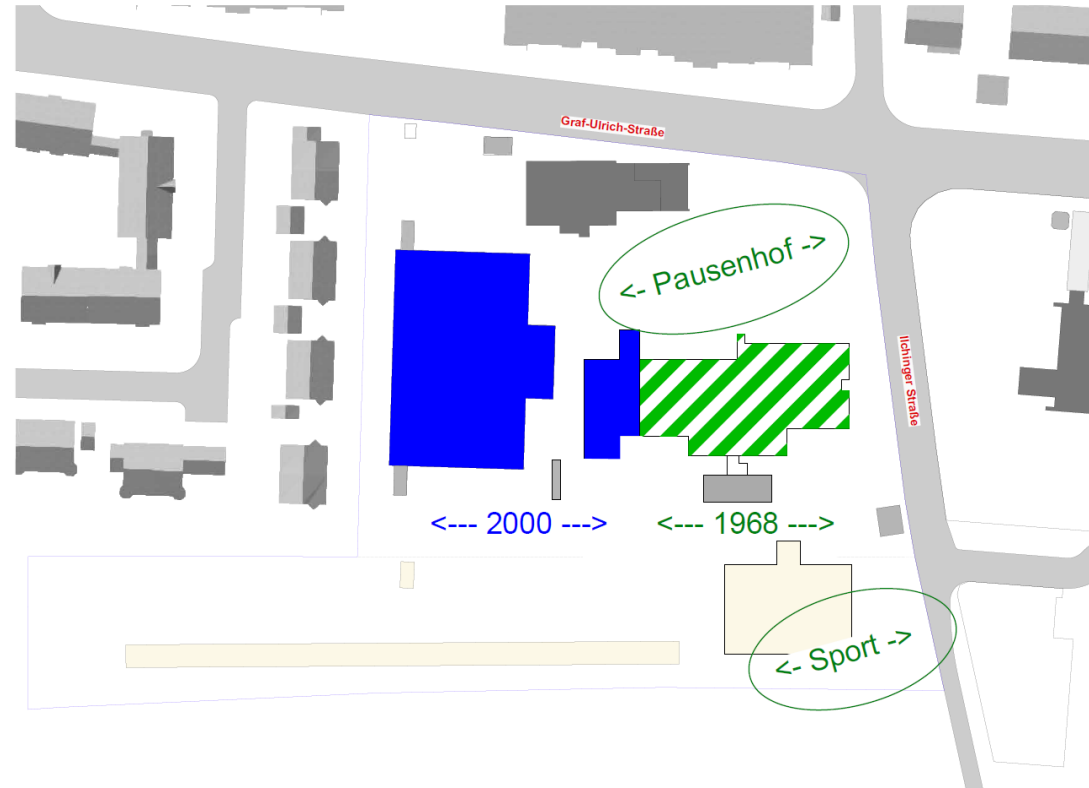 Graf-Ulrich-Straße
<- Pausenhof ->
Ilchinger Straße
<--- 2000 --->
<--- 1968 --->
<- Sport ->